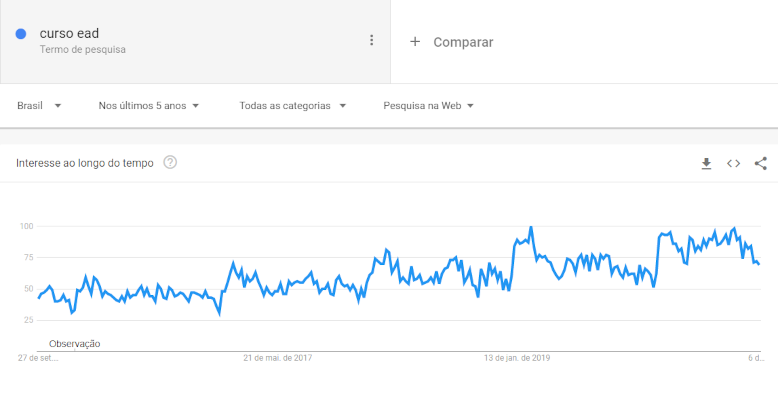 curso ead
Termo de pesquisa
+ Comparar
Brasil
Nos últimos 5 anos
Todas as categorias
Pesquisa na Web
Interesse ao longo do tempo
100
75
50
25
Observação
27 de set.…
21 de mai. de 2017
13 de jan. de 2019
6 d…